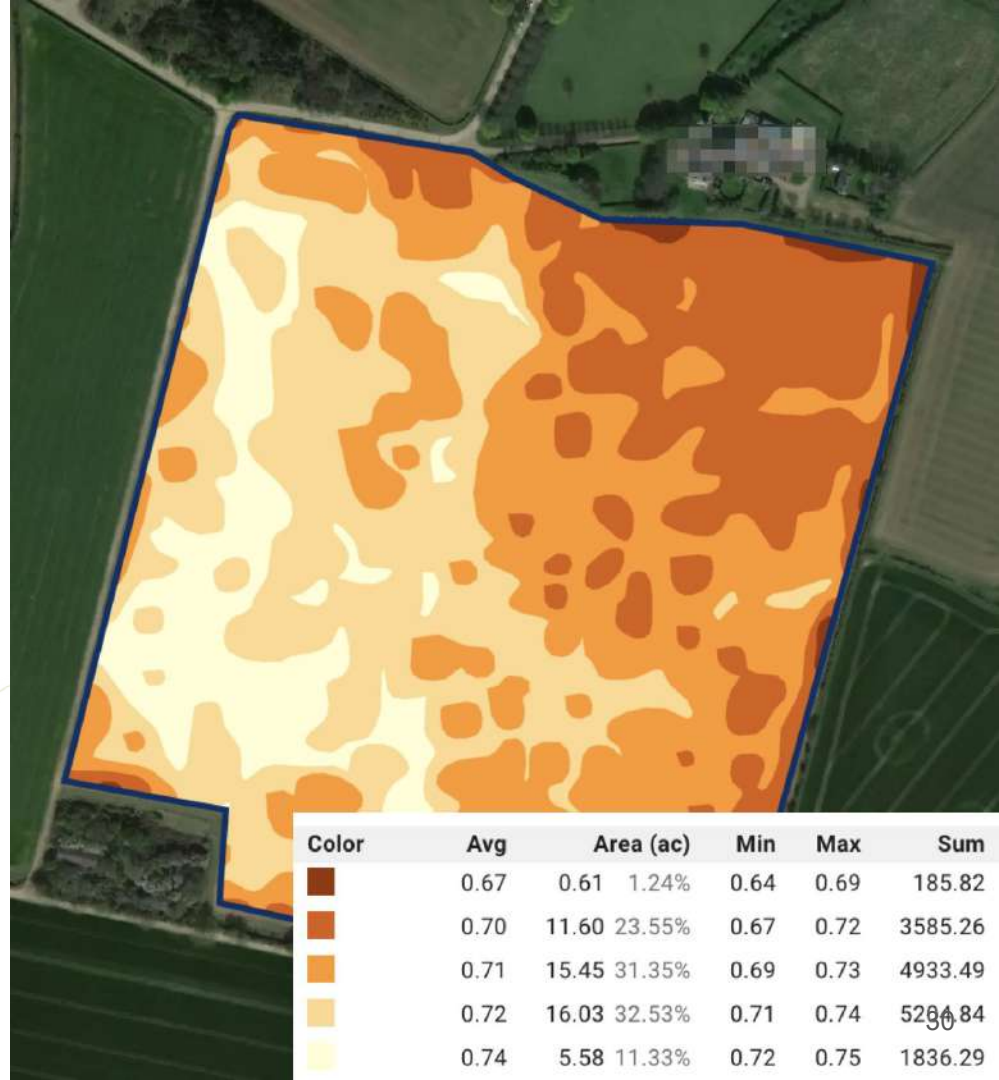 Color Avg Area (ac) Min Max Sum
0.67 0.61 1.24% 0.64 0.69 185.82
0.70 11.60 23.55% 0.67 0.72 3585.26
0.71 15.45 31.35% 0.69 0.73 4933.49
0.72 16.03 32.53% 0.71 0.74 5204.84
30
0.74 5.58 11.33% 0.72 0.75 1836.29